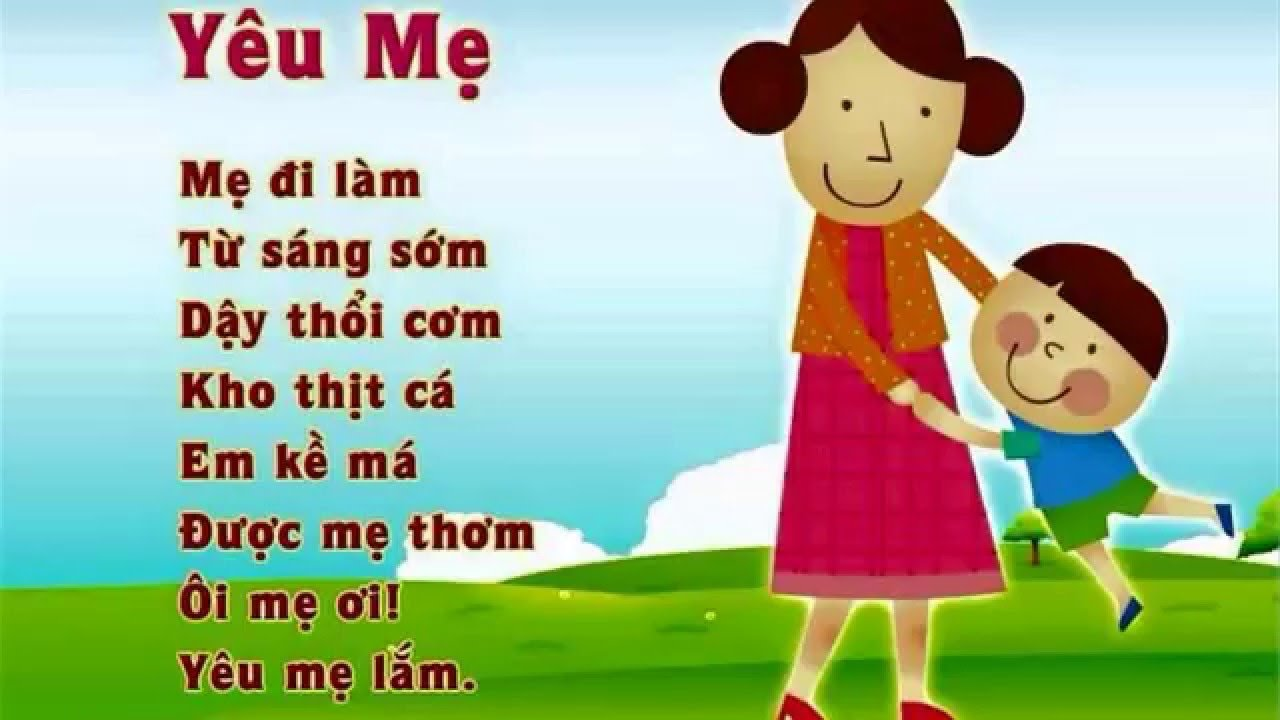 Yêu Mẹ
Mẹ đi làm
Từ sáng sớm
Dậy thổi cơm
Kho thịt cá
Em kề má
Được mẹ thơm
Ôi mẹ ơi!
Yêu mẹ lắm.